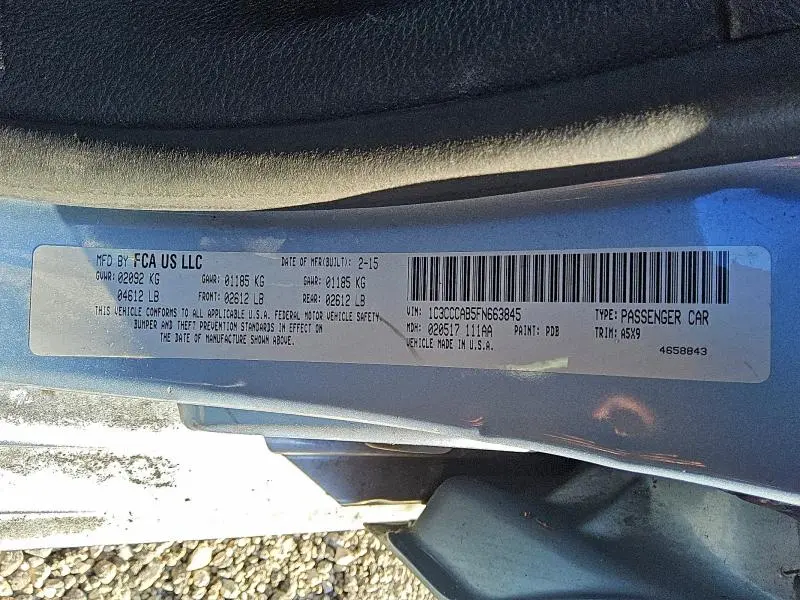 MFD BY FCA US LLC DATE OF MFR(BUILT): 2-15
GVWR: 02092 KG GAWR: 01185 KG GAWR: 01185 KG
04612 LB FRONT: 02612 LB REAR: 02612 LB
THIS VEHICLE CONFORMS TO ALL APPLICABLE U.S.A. FEDERAL MOTOR VEHICLE SAFETY,
BUMPER AND THEFT PREVENTION STANDARDS IN EFFECT ON
THE DATE OF MANUFACTURE SHOWN ABOVE.
VIN: 1C3CCCAB5FN663845 TYPE: PASSENGER CAR
MDH: 020517 111AA PAINT: PDB TRIM: A5X9
VEHICLE MADE IN U.S.A. 4658843